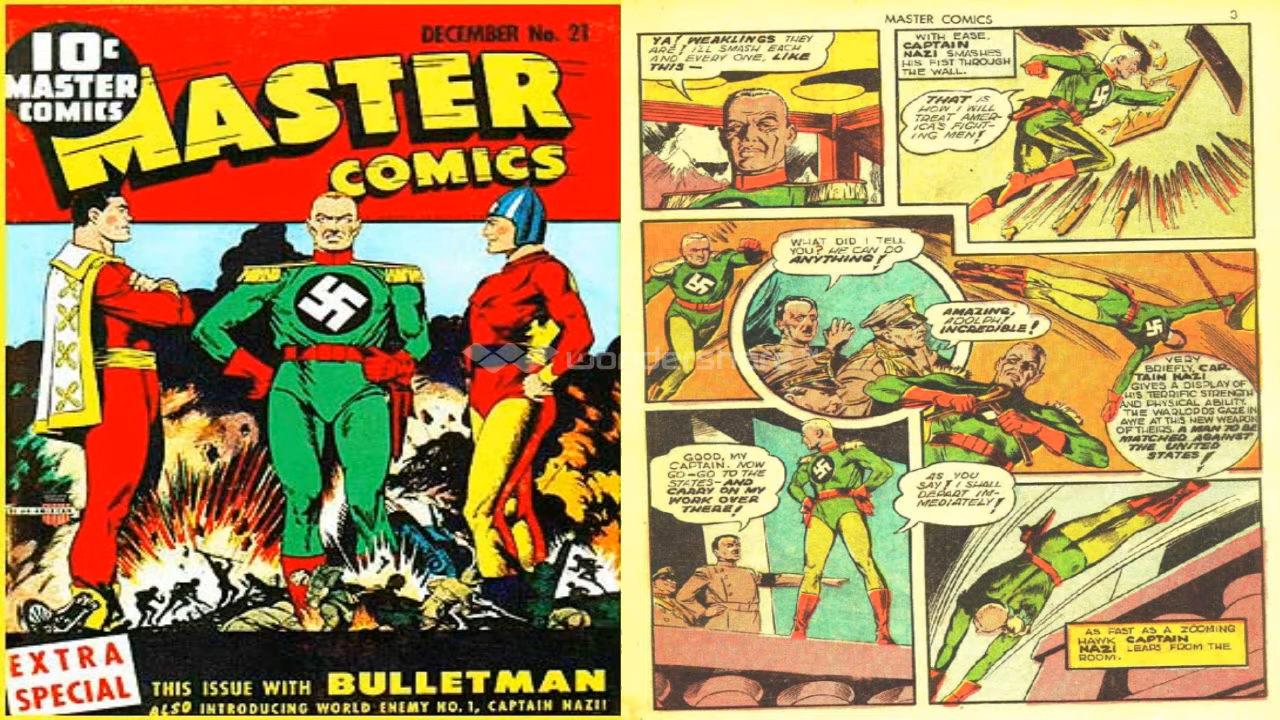 DECEMBER No. 21
10¢
MASTER
COMICS
MASTER
COMICS
EXTRA
SPECIAL
THIS ISSUE WITH BULLETMAN
ALSO INTRODUCING WORLD ENEMY NO. 1, CAPTAIN NAZI!
wondersha
MASTER COMICS
3
YA! WEAKLINGS THEY
ARE! I'LL SMASH EACH
AND EVERY ONE, LIKE
THIS—
WITH EASE,
CAPTAIN
NAZI SMASHES
HIS FIST THROUGH
THE WALL.
THAT IS
HOW I WILL
TREAT AMER-
ICA'S FIGHT-
ING MEN!
WHAT DID I TELL
YOU? HE CAN DO
ANYTHING!
AMAZING,
ADOLPH!
INCREDIBLE!
VERY
BRIEFLY, CAP-
TAIN NAZI
GIVES A DISPLAY OF
HIS TERRIFIC STRENGTH
AND PHYSICAL ABILITY.
THE WARLORDS GAZE IN
AWE AT THIS NEW WEAPON
OF THEIRS. A MAN TO BE
MATCHED AGAINST
THE UNITED
STATES!
GOOD, MY
CAPTAIN. NOW
GO—GO TO THE
STATES—AND
CARRY ON MY
WORK OVER
THERE!
AS YOU
SAY! I SHALL
DEPART IM-
MEDIATELY!
AS FAST AS A ZOOMING
HAWK CAPTAIN
NAZI LEAPS FROM THE
ROOM.